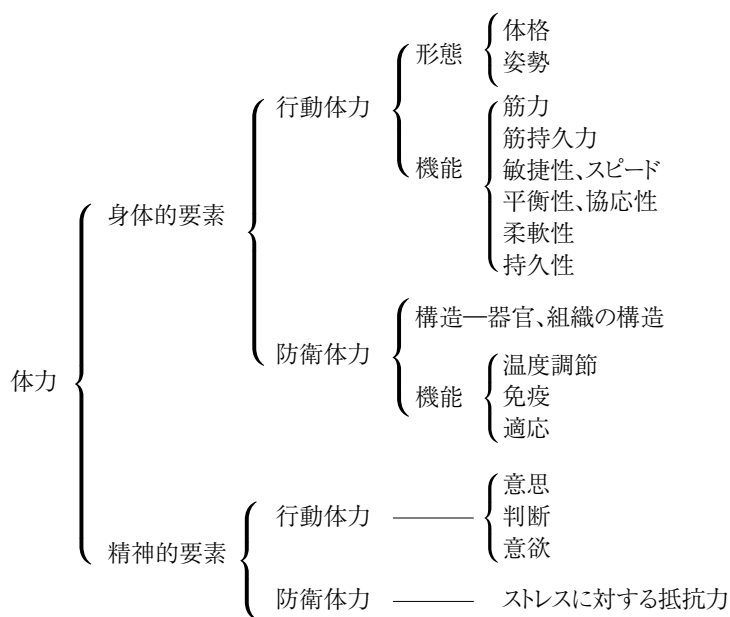 体力
身体的要素
行動体力
形態
体格
姿勢
機能
筋力
筋持久力
敏捷性、スピード
平衡性、協応性
柔軟性
持久性
防衛体力
構造―器官、組織の構造
機能
温度調節
免疫
適応
精神的要素
行動体力
意思
判断
意欲
防衛体力
ストレスに対する抵抗力